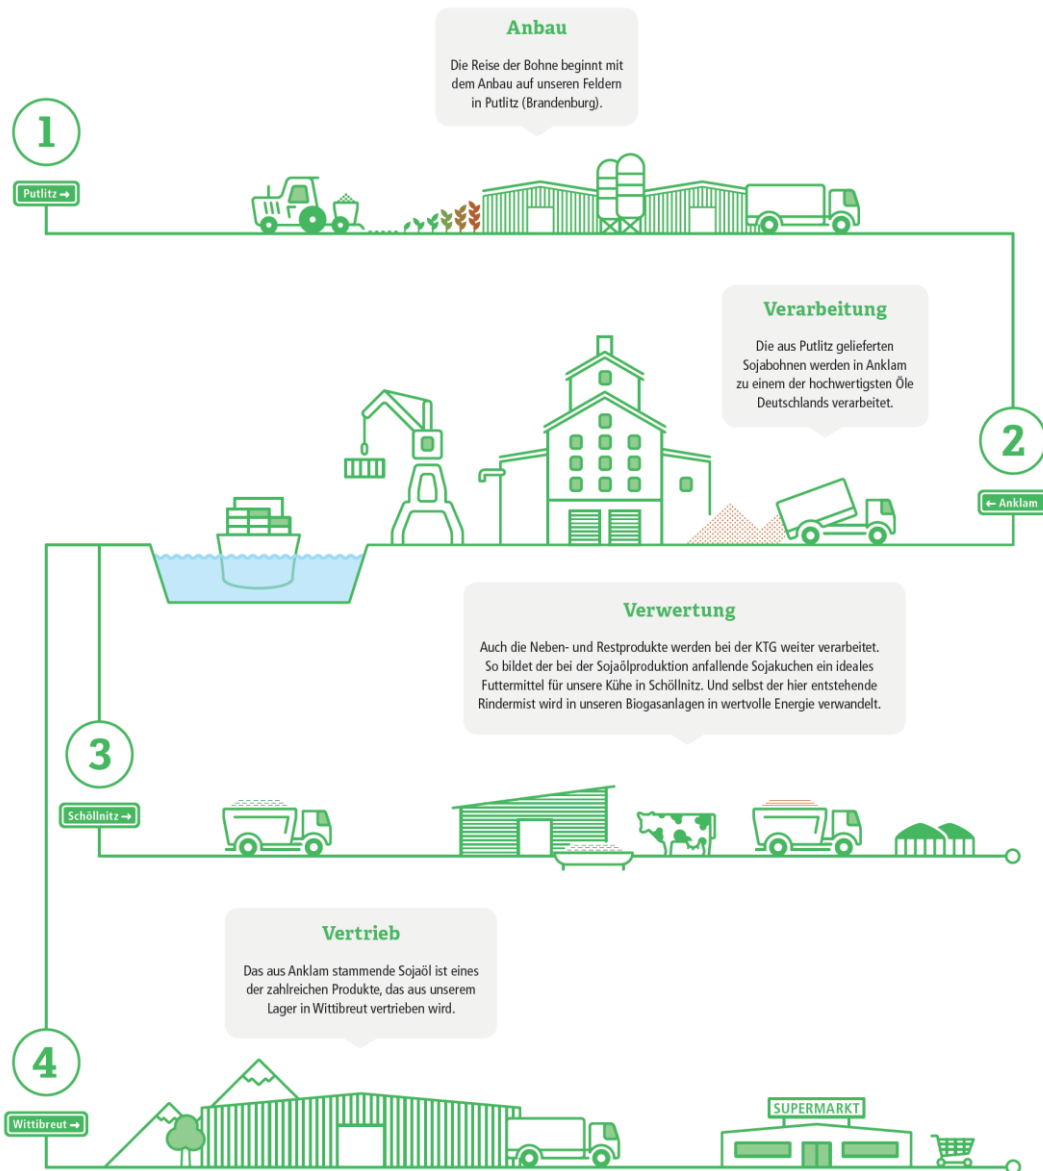 Anbau
Die Reise der Bohne beginnt mit
dem Anbau auf unseren Feldern
in Putlitz (Brandenburg).
1
Putlitz →
Verarbeitung
Die aus Putlitz gelieferten
Sojabohnen werden in Anklam
zu einem der hochwertigsten Öle
Deutschlands verarbeitet.
2
← Anklam
Verwertung
Auch die Neben- und Restprodukte werden bei der KTG weiter verarbeitet.
So bildet der bei der Sojaölproduktion anfallende Sojakuchen ein ideales
Futtermittel für unsere Kühe in Schöllnitz. Und selbst der hier entstehende
Rindermist wird in unseren Biogasanlagen in wertvolle Energie verwandelt.
3
Schöllnitz →
Vertrieb
Das aus Anklam stammende Sojaöl ist eines
der zahlreichen Produkte, das aus unserem
Lager in Wittibreut vertrieben wird.
4
Wittibreut →
SUPERMARKT